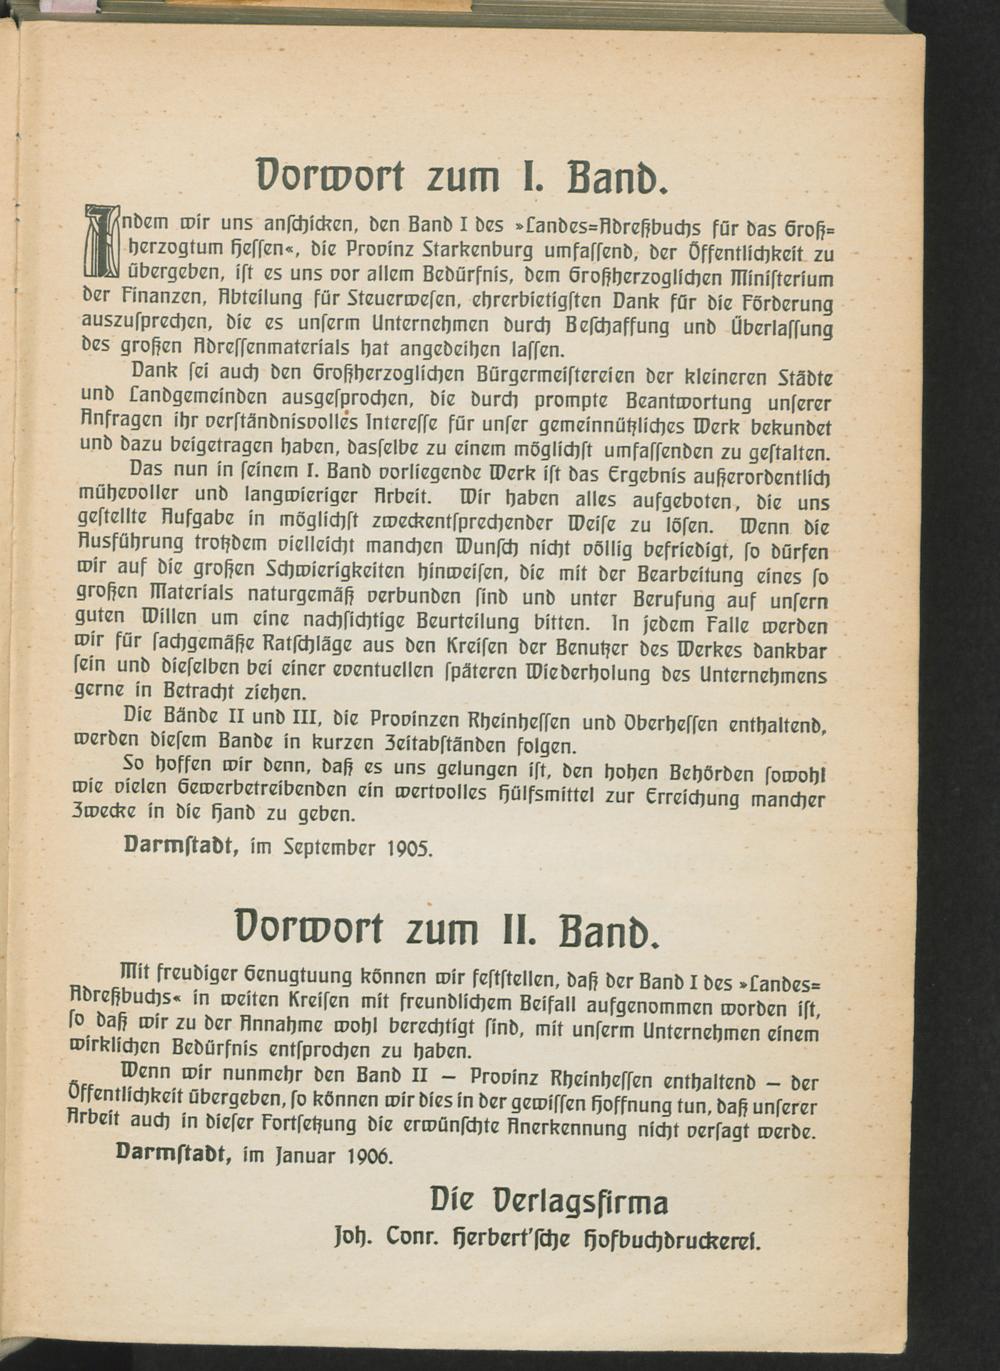 Vorwort zum I. Band.
Indem wir uns anschicken, den Band I des »Landes=Adreßbuchs für das Groß=
herzogtum Hessen«, die Provinz Starkenburg umfassend, der Öffentlichkeit zu
übergeben, ist es uns vor allem Bedürfnis, dem Großherzoglichen Ministerium
der Finanzen, Abteilung für Steuerwesen, ehrerbietigsten Dank für die Förderung
auszusprechen, die es unserm Unternehmen durch Beschaffung und Überlassung
des großen Adressenmaterials hat angedeihen lassen.
Dank sei auch den Großherzoglichen Bürgermeistereien der kleineren Städte
und Landgemeinden ausgesprochen, die durch prompte Beantwortung unserer
Anfragen ihr verständnisvolles Interesse für unser gemeinnützliches Werk bekundet
und dazu beigetragen haben, dasselbe zu einem möglichst umfassenden zu gestalten.
Das nun in seinem I. Band vorliegende Werk ist das Ergebnis außerordentlich
mühevoller und langwieriger Arbeit. Wir haben alles aufgeboten, die uns
gestellte Aufgabe in möglichst zweckentsprechender Weise zu lösen. Wenn die
Ausführung trotzdem vielleicht manchen Wunsch nicht völlig befriedigt, so dürfen
wir auf die großen Schwierigkeiten hinweisen, die mit der Bearbeitung eines so
großen Materials naturgemäß verbunden sind und unter Berufung auf unsern
guten Willen um eine nachsichtige Beurteilung bitten. In jedem Falle werden
wir für sachgemäße Ratschläge aus den Kreisen der Benutzer des Werkes dankbar
sein und dieselben bei einer eventuellen späteren Wiederholung des Unternehmens
gerne in Betracht ziehen.
Die Bände II und III, die Provinzen Rheinhessen und Oberhessen enthaltend,
werden diesem Bande in kurzen Zeitabständen folgen.
So hoffen wir denn, daß es uns gelungen ist, den hohen Behörden sowohl
wie vielen Gewerbetreibenden ein wertvolles Hülfsmittel zur Erreichung mancher
Zwecke in die Hand zu geben.
Darmstadt, im September 1905.
Vorwort zum II. Band.
Mit freudiger Genugtuung können wir feststellen, daß der Band I des »Landes=
Adreßbuchs« in weiten Kreisen mit freundlichem Beifall aufgenommen worden ist,
so daß wir zu der Annahme wohl berechtigt sind, mit unserm Unternehmen einem
wirklichen Bedürfnis entsprochen zu haben.
Wenn wir nunmehr den Band II — Provinz Rheinhessen enthaltend — der
Öffentlichkeit übergeben, so können wir dies in der gewissen Hoffnung tun, daß unserer
Arbeit auch in dieser Fortsetzung die erwünschte Anerkennung nicht versagt werde.
Darmstadt, im Januar 1906.
Die Verlagsfirma
Joh. Conr. Herbert'sche Hofbuchdruckerei.